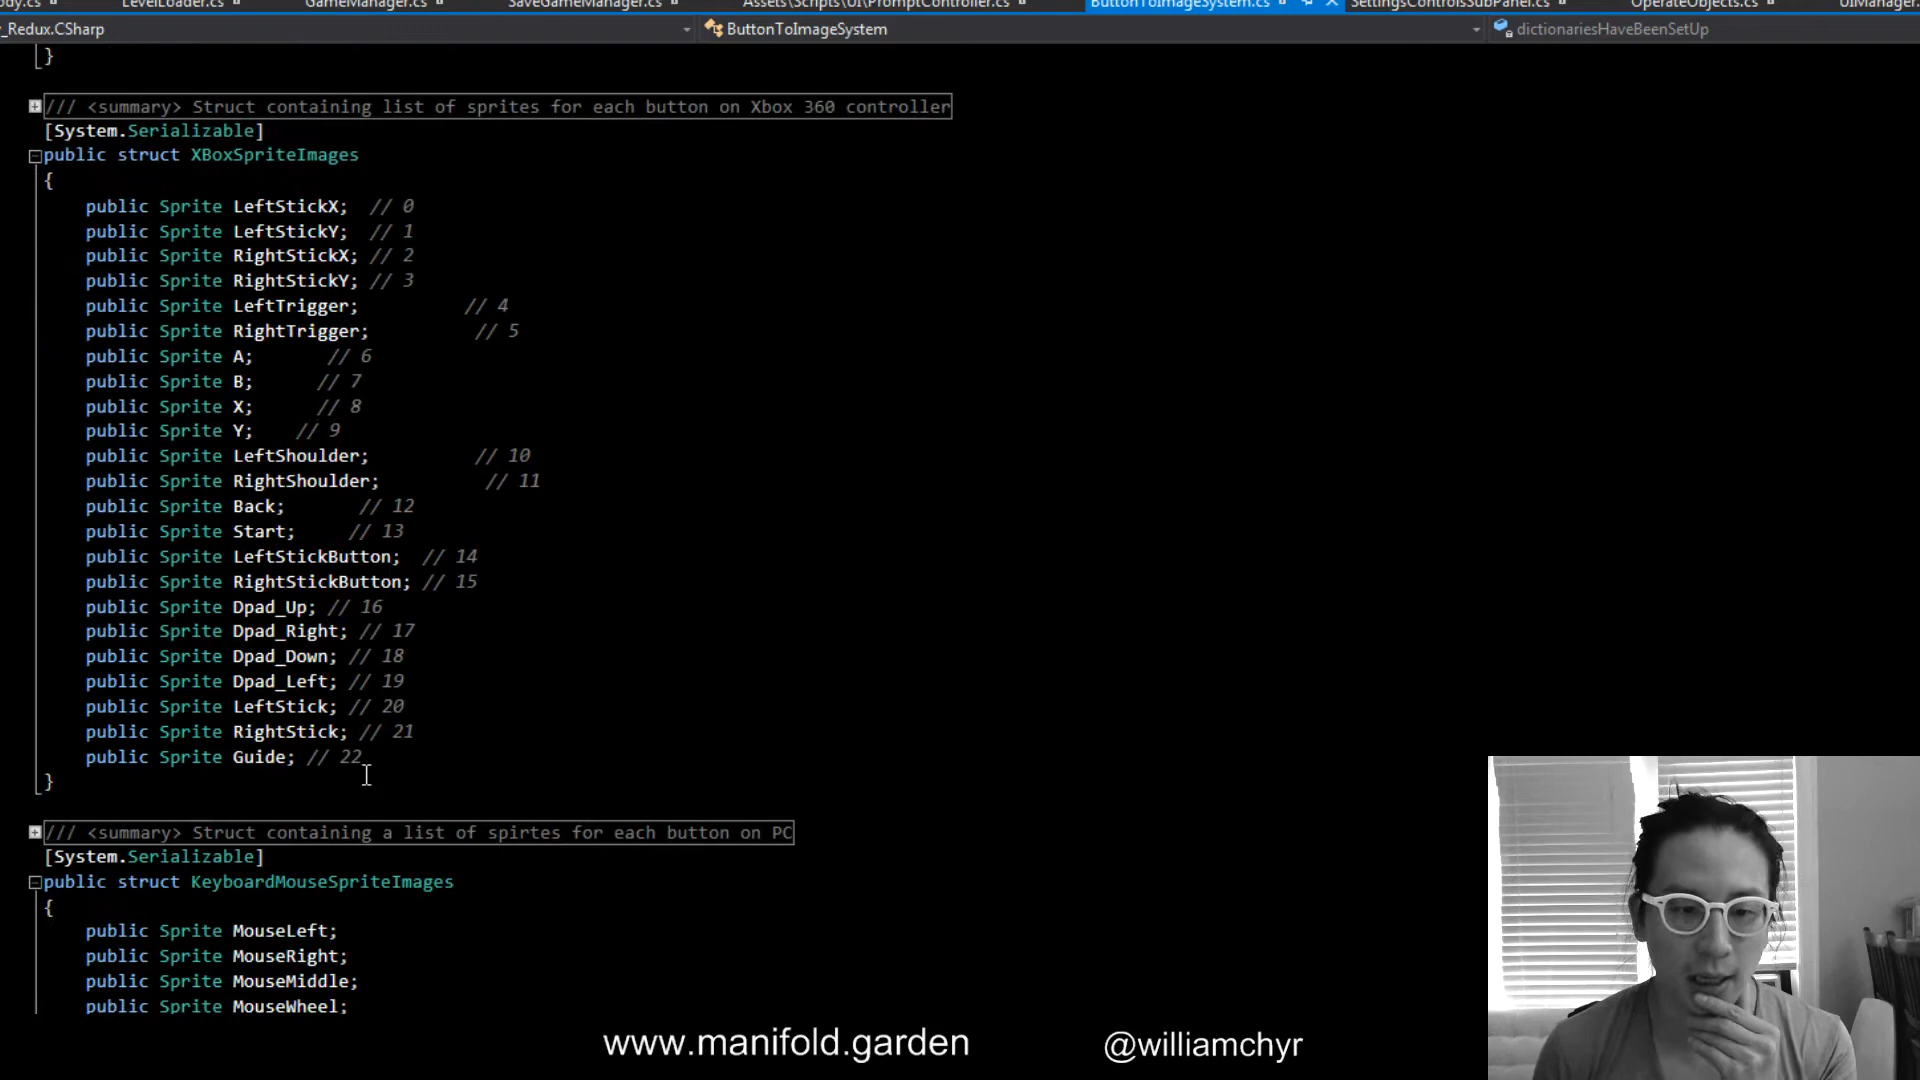 ody.cs
LevelLoader.cs
GameManager.cs
SaveGameManager.cs
Assets\Scripts\UI\PromptController.cs
ButtonToImageSystem.cs
SettingsControlsSubPanel.cs
OperateObjects.cs
UIManager.
_Redux.CSharp
ButtonToImageSystem
dictionariesHaveBeenSetUp
}
/// <summary> Struct containing list of sprites for each button on Xbox 360 controller
[System.Serializable]
public struct XBoxSpriteImages
{
public Sprite LeftStickX; // 0
public Sprite LeftStickY; // 1
public Sprite RightStickX; // 2
public Sprite RightStickY; // 3
public Sprite LeftTrigger; // 4
public Sprite RightTrigger; // 5
public Sprite A; // 6
public Sprite B; // 7
public Sprite X; // 8
public Sprite Y; // 9
public Sprite LeftShoulder; // 10
public Sprite RightShoulder; // 11
public Sprite Back; // 12
public Sprite Start; // 13
public Sprite LeftStickButton; // 14
public Sprite RightStickButton; // 15
public Sprite Dpad_Up; // 16
public Sprite Dpad_Right; // 17
public Sprite Dpad_Down; // 18
public Sprite Dpad_Left; // 19
public Sprite LeftStick; // 20
public Sprite RightStick; // 21
public Sprite Guide; // 22
}
/// <summary> Struct containing a list of spirtes for each button on PC
[System.Serializable]
public struct KeyboardMouseSpriteImages
{
public Sprite MouseLeft;
public Sprite MouseRight;
public Sprite MouseMiddle;
public Sprite MouseWheel;
www.manifold.garden
@williamchyr